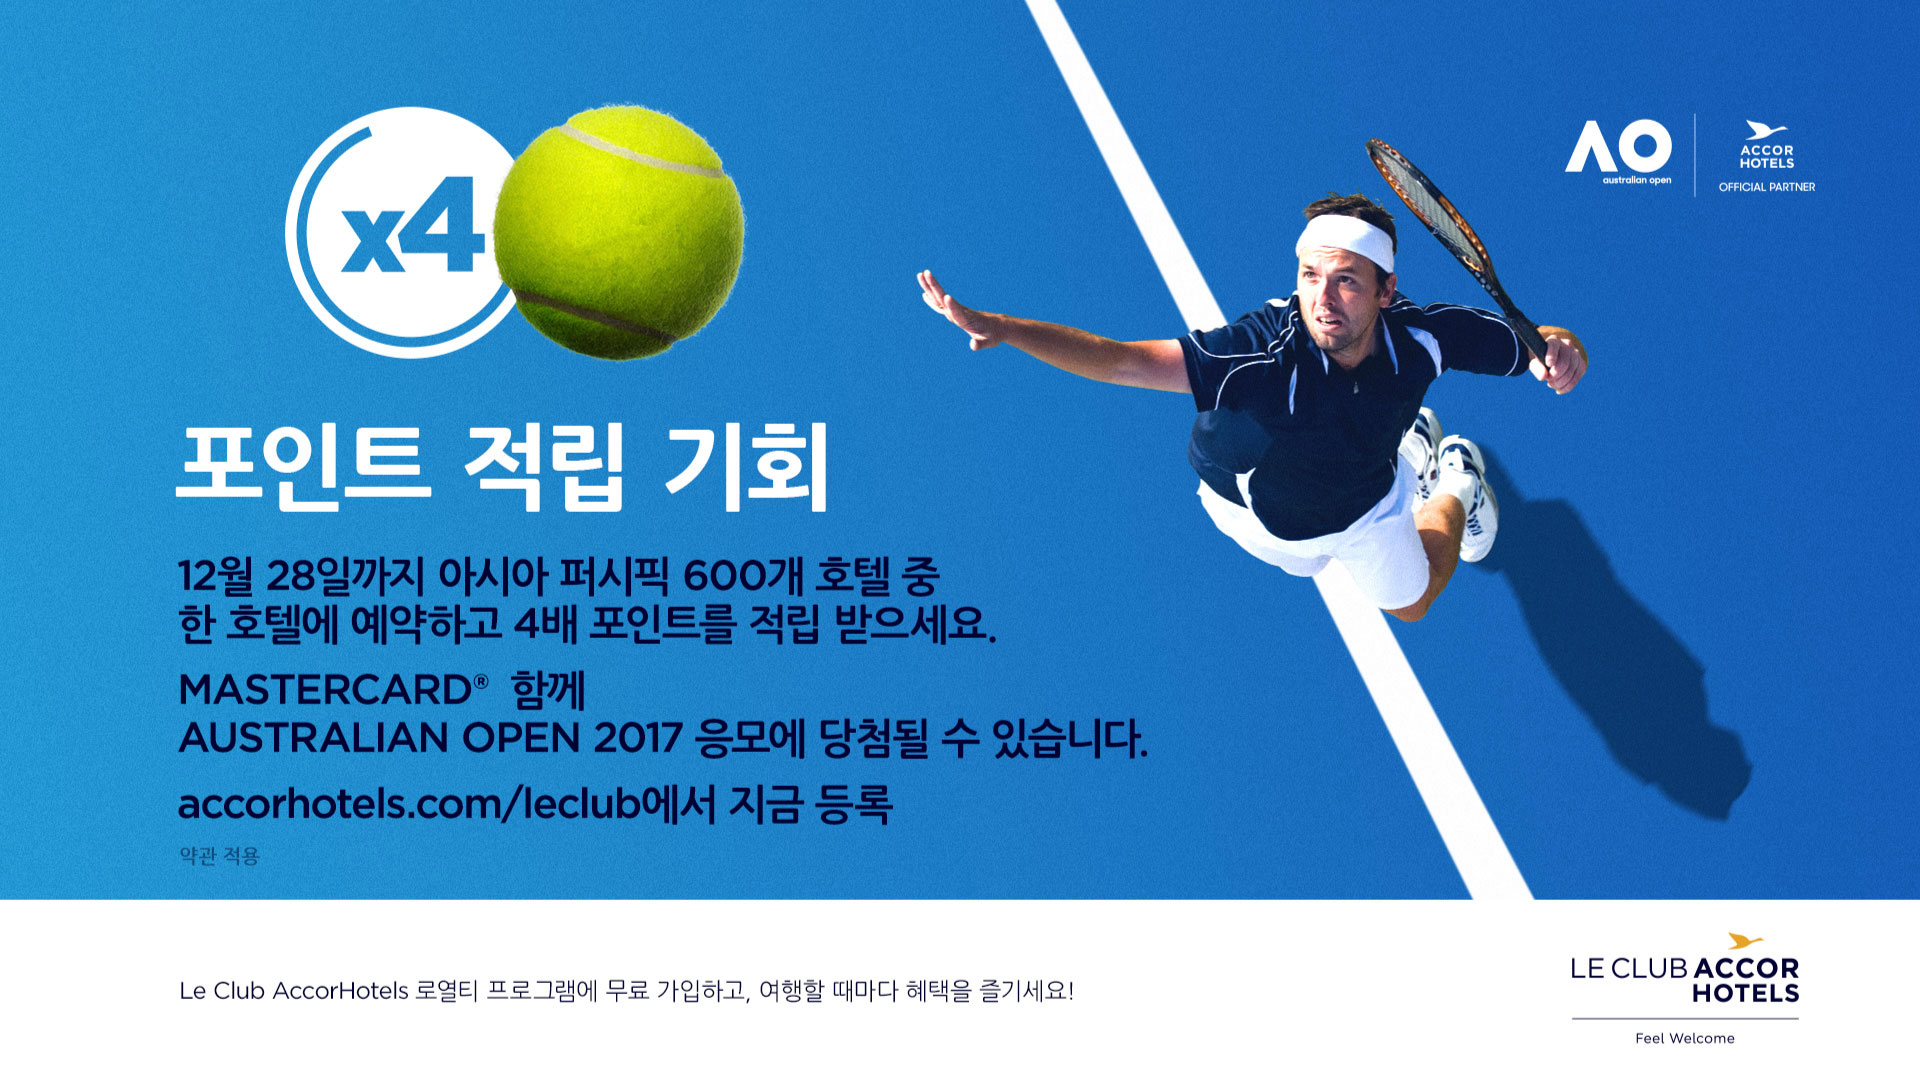 x4
포인트 적립 기회
12월 28일까지 아시아 퍼시픽 600개 호텔 중
한 호텔에 예약하고 4배 포인트를 적립 받으세요.
MASTERCARD® 함께
AUSTRALIAN OPEN 2017 응모에 당첨될 수 있습니다.
accorhotels.com/leclub에서 지금 등록
약관 적용
AO
australian open
ACCOR
HOTELS
OFFICIAL PARTNER
Le Club AccorHotels 로열티 프로그램에 무료 가입하고, 여행할 때마다 혜택을 즐기세요!
LE CLUB ACCOR
HOTELS
Feel Welcome